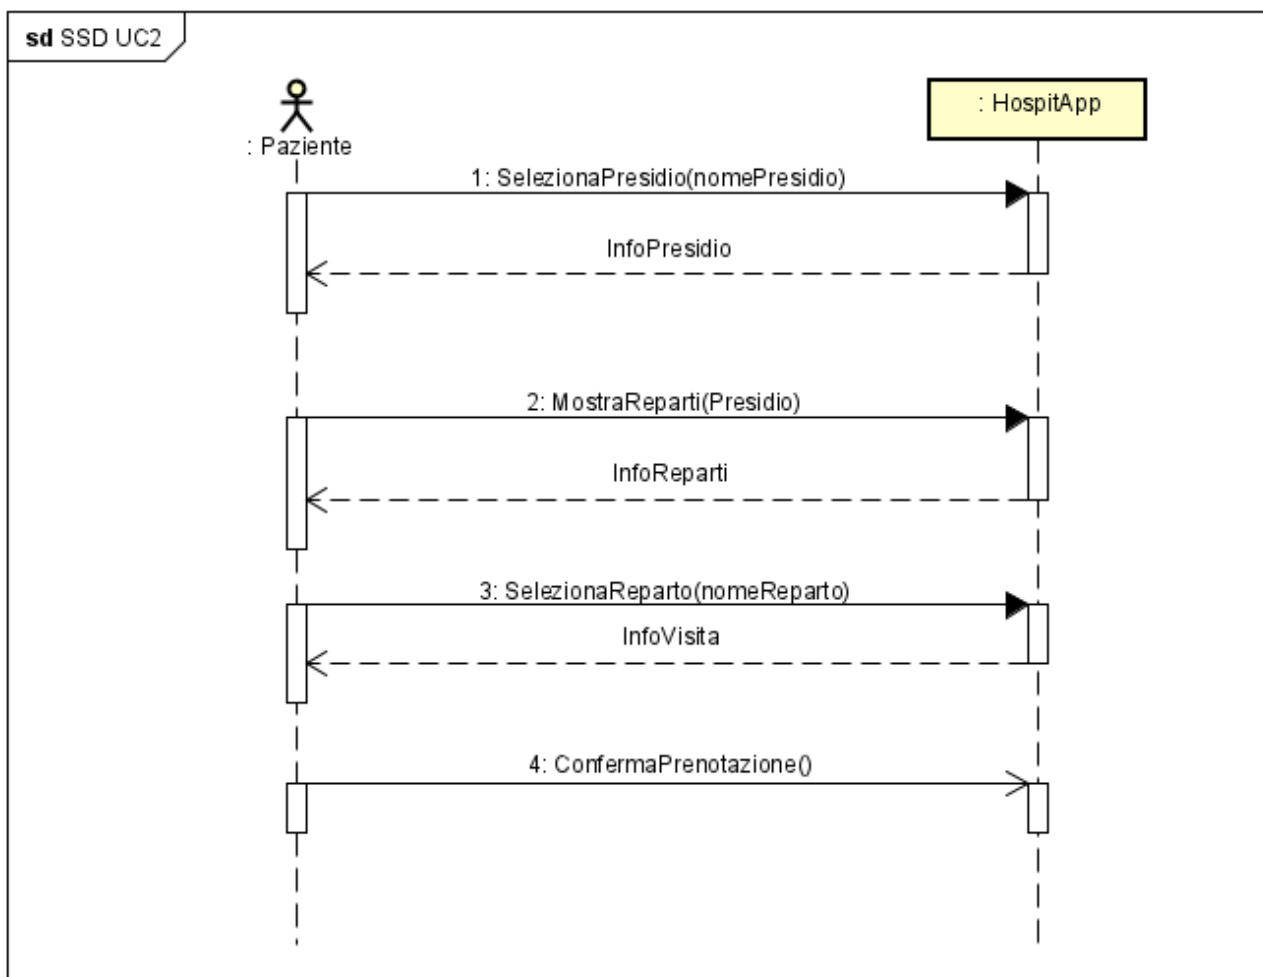 sd SSD UC2
: Paziente
: HospitApp
1: SelezionaPresidio(nomePresidio)
InfoPresidio
2: MostraReparti(Presidio)
InfoReparti
3: SelezionaReparto(nomeReparto)
InfoVisita
4: ConfermaPrenotazione()